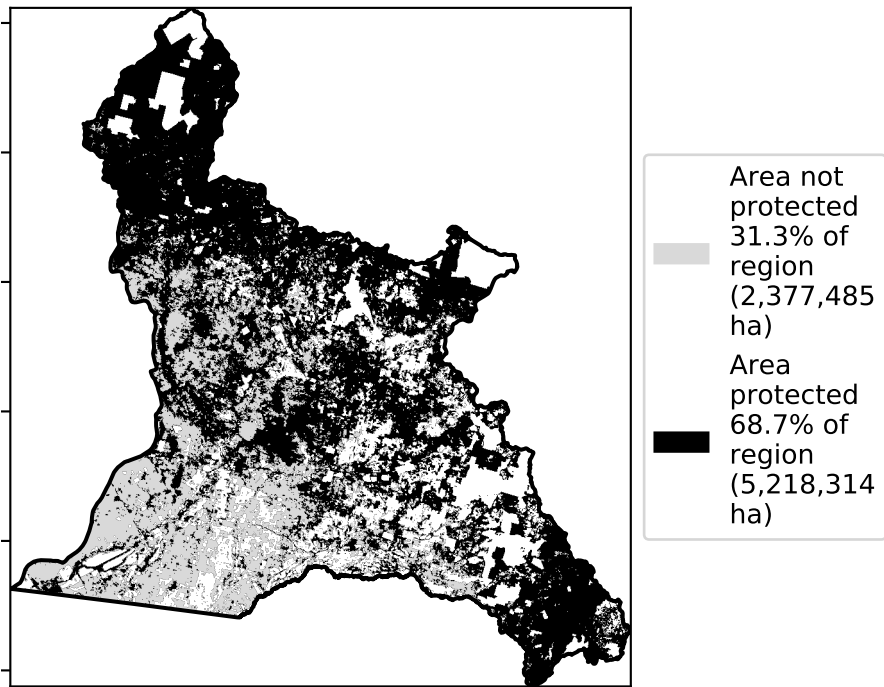 Area not
protected
31.3% of
region
(2,377,485
ha)
Area
protected
68.7% of
region
(5,218,314
ha)